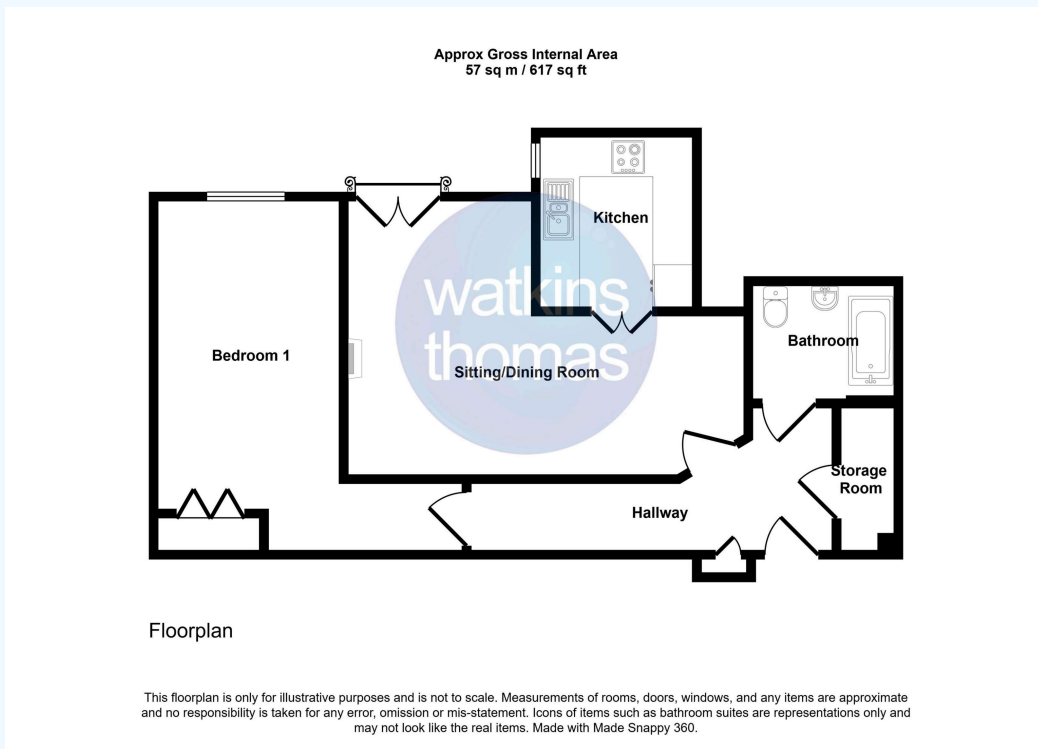 Approx Gross Internal Area
57 sq m / 617 sq ft
Kitchen
watkins
thomas
Bedroom 1
Sitting/Dining Room
Bathroom
Storage
Room
Hallway
Floorplan
This floorplan is only for illustrative purposes and is not to scale. Measurements of rooms, doors, windows, and any items are approximate
and no responsibility is taken for any error, omission or mis-statement. Icons of items such as bathroom suites are representations only and
may not look like the real items. Made with Made Snappy 360.